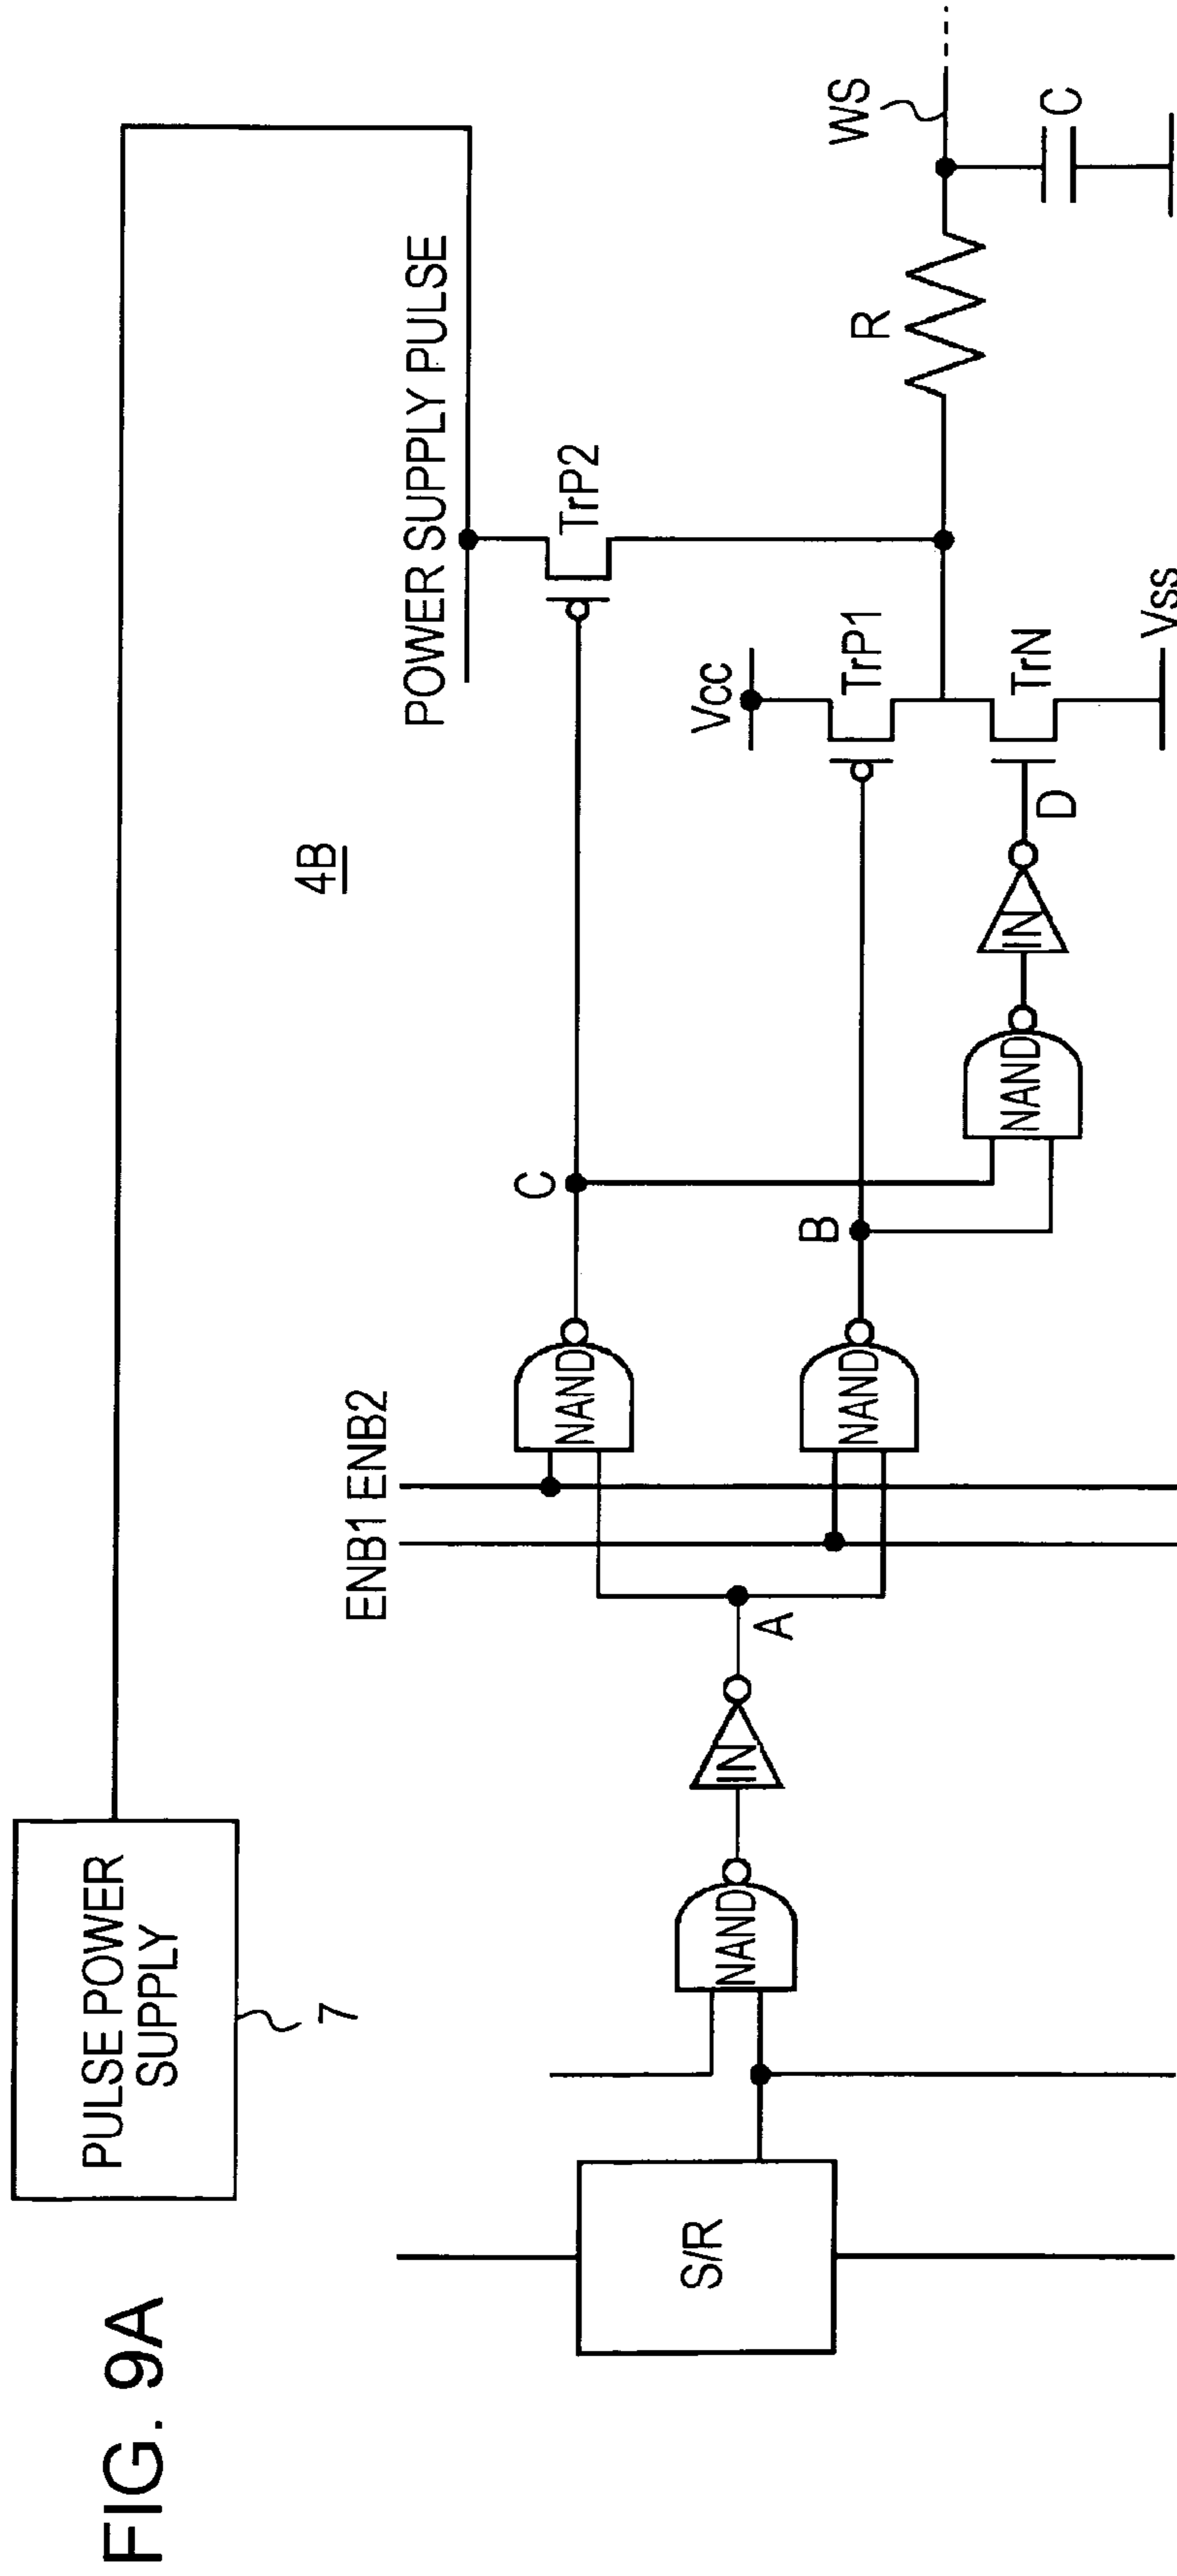 FIG. 9A
PULSE POWER
SUPPLY
7
4B
POWER SUPPLY PULSE
TrP2
ENB1 ENB2
NAND
C
S/R
NAND
IN
A
NAND
B
Vcc
TrP1
NAND
IN
D
TrN
Vss
R
WS
C